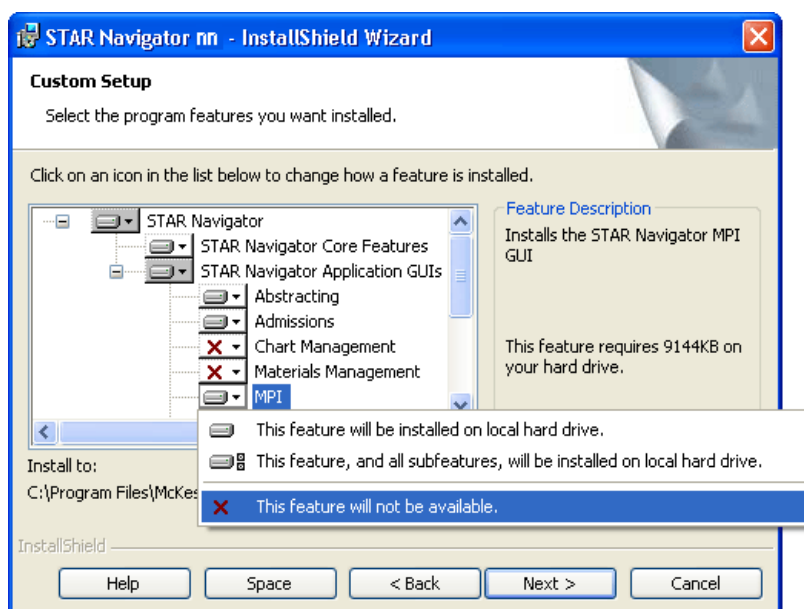 STAR Navigator nn - InstallShield Wizard
Custom Setup
Select the program features you want installed.
Click on an icon in the list below to change how a feature is installed.
STAR Navigator
STAR Navigator Core Features
STAR Navigator Application GUIs
Abstracting
Admissions
Chart Management
Materials Management
MPI
Feature Description
Installs the STAR Navigator MPI
GUI
This feature requires 9144KB on
your hard drive.
This feature will be installed on local hard drive.
This feature, and all subfeatures, will be installed on local hard drive.
This feature will not be available.
Install to:
C:\Program Files\McKes
InstallShield
Help
Space
< Back
Next >
Cancel